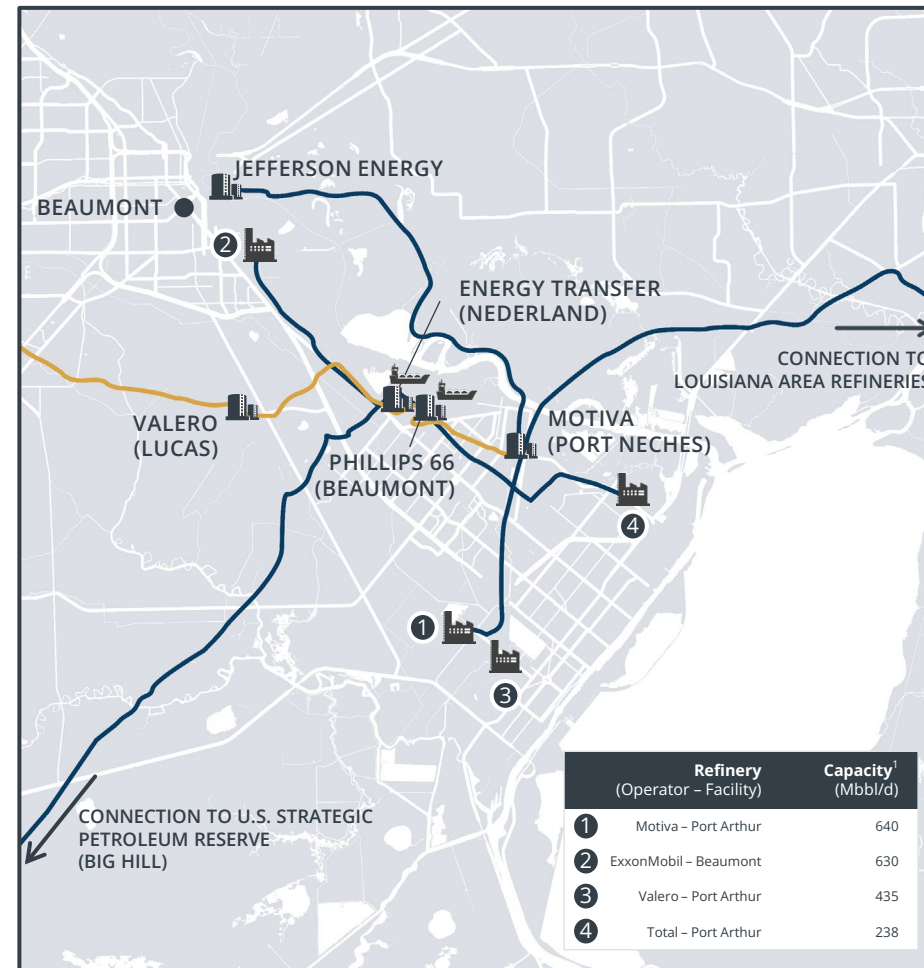 JEFFERSON ENERGY
BEAUMONT
2
ENERGY TRANSFER
(NEDERLAND)
CONNECTION TO
LOUISIANA AREA REFINERIES
VALERO
(LUCAS)
MOTIVA
(PORT NECHES)
PHILLIPS 66
(BEAUMONT)
4
1
3
CONNECTION TO U.S. STRATEGIC
PETROLEUM RESERVE
(BIG HILL)
Refinery Capacity¹
(Operator – Facility) (Mbbl/d)
1 Motiva – Port Arthur 640
2 ExxonMobil – Beaumont 630
3 Valero – Port Arthur 435
4 Total – Port Arthur 238